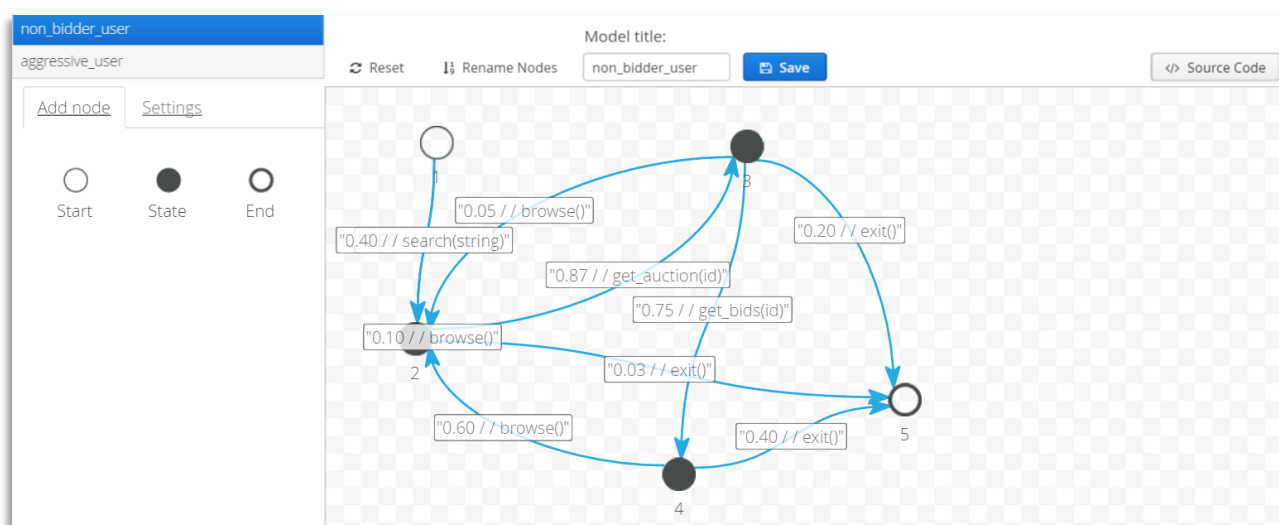 non_bidder_user
aggressive_user
Add node
Settings
Start
State
End
Model title:
Reset
Rename Nodes
non_bidder_user
Save
</> Source Code
1
3
"0.05 / / browse()"
"0.20 / / exit()"
"0.40 / / search(string)"
"0.87 / / get_auction(id)"
"0.75 / / get_bids(id)"
"0.10 / / browse()"
2
"0.03 / / exit()"
"0.60 / / browse()"
"0.40 / / exit()"
5
4